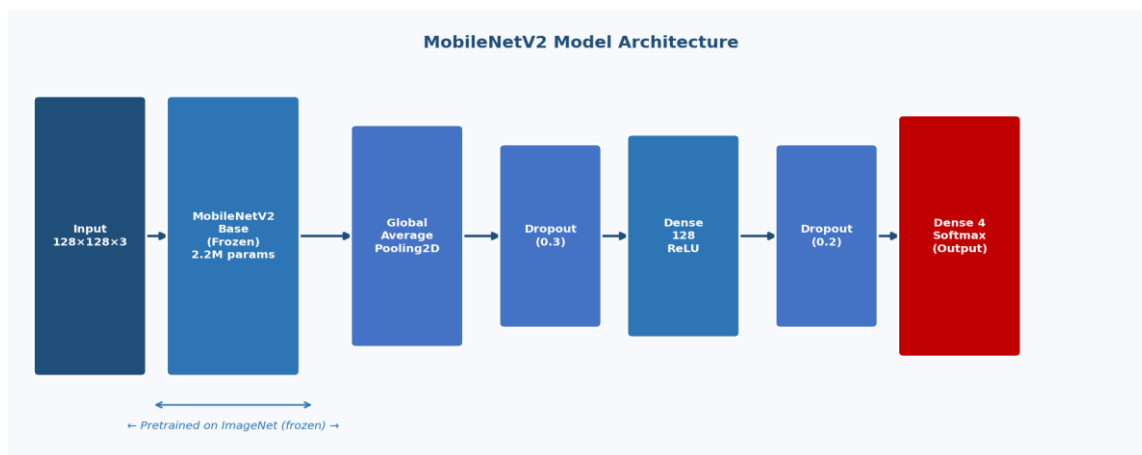 MobileNetV2 Model Architecture
Input
128×128×3
MobileNetV2
Base
(Frozen)
2.2M params
Global
Average
Pooling2D
Dropout
(0.3)
Dense
128
ReLU
Dropout
(0.2)
Dense 4
Softmax
(Output)
← Pretrained on ImageNet (frozen) →